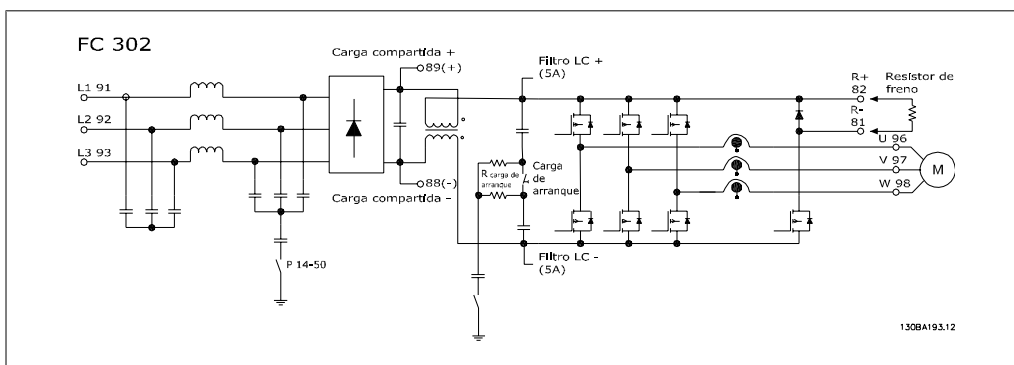 FC 302
Carga compartida +
89(+)
Filtro LC +
(5A)
L1 91
L2 92
L3 93
R+
82
Resistor de
freno
R-
81
U 96
V 97
W 98
M
R carga de
arranque
Carga
de
arranque
88(-)
Carga compartida -
P 14-50
Filtro LC -
(5A)
130BA193.12